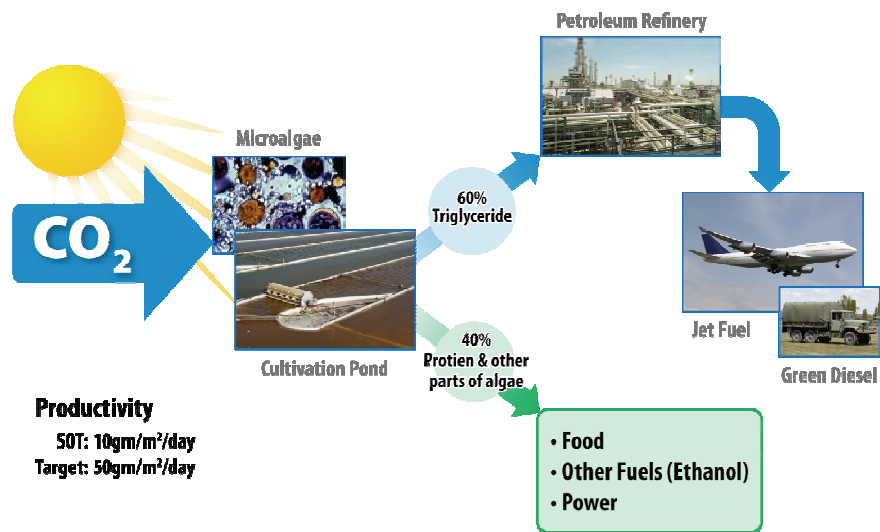 Petroleum Refinery
Microalgae
CO₂
60%
Triglyceride
Jet Fuel
Green Diesel
Cultivation Pond
40%
Protien & other
parts of algae
Productivity
SOT: 10gm/m²/day
Target: 50gm/m²/day
• Food
• Other Fuels (Ethanol)
• Power